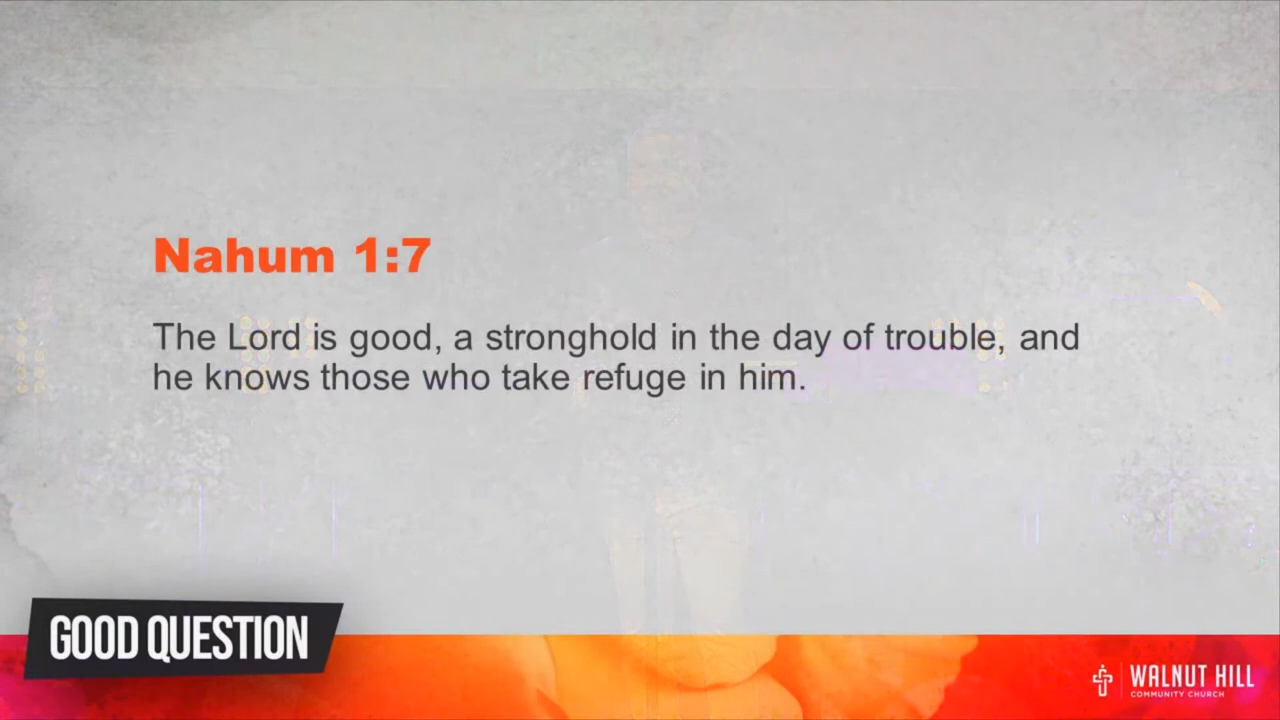 Nahum 1:7
The Lord is good, a stronghold in the day of trouble, and
he knows those who take refuge in him.
GOOD QUESTION
WALNUT HILL
COMMUNITY CHURCH